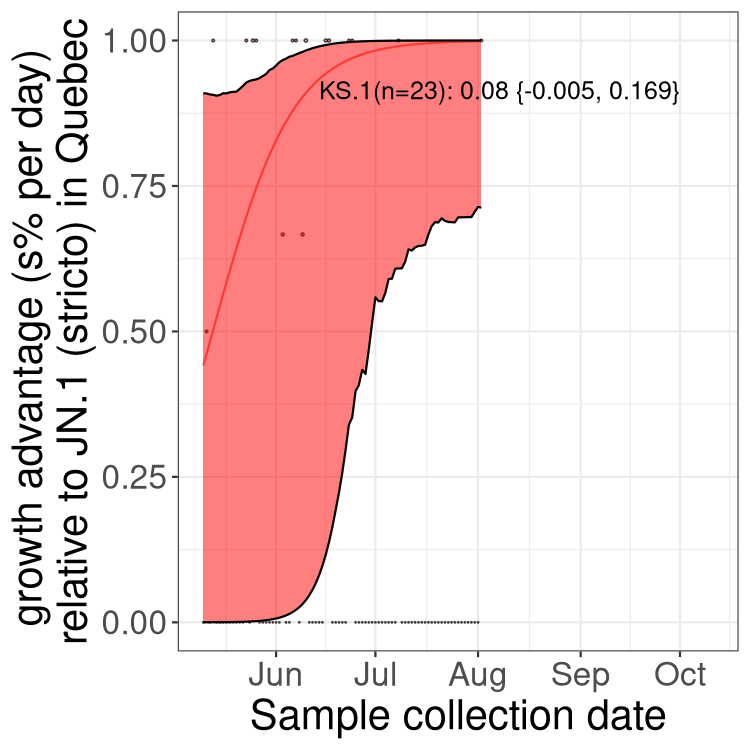 growth advantage (s% per day)
relative to JN.1 (stricto) in Quebec
1.00
0.75
0.50
0.25
0.00
KS.1(n=23): 0.08 {-0.005, 0.169}
Jun Jul Aug Sep Oct
Sample collection date